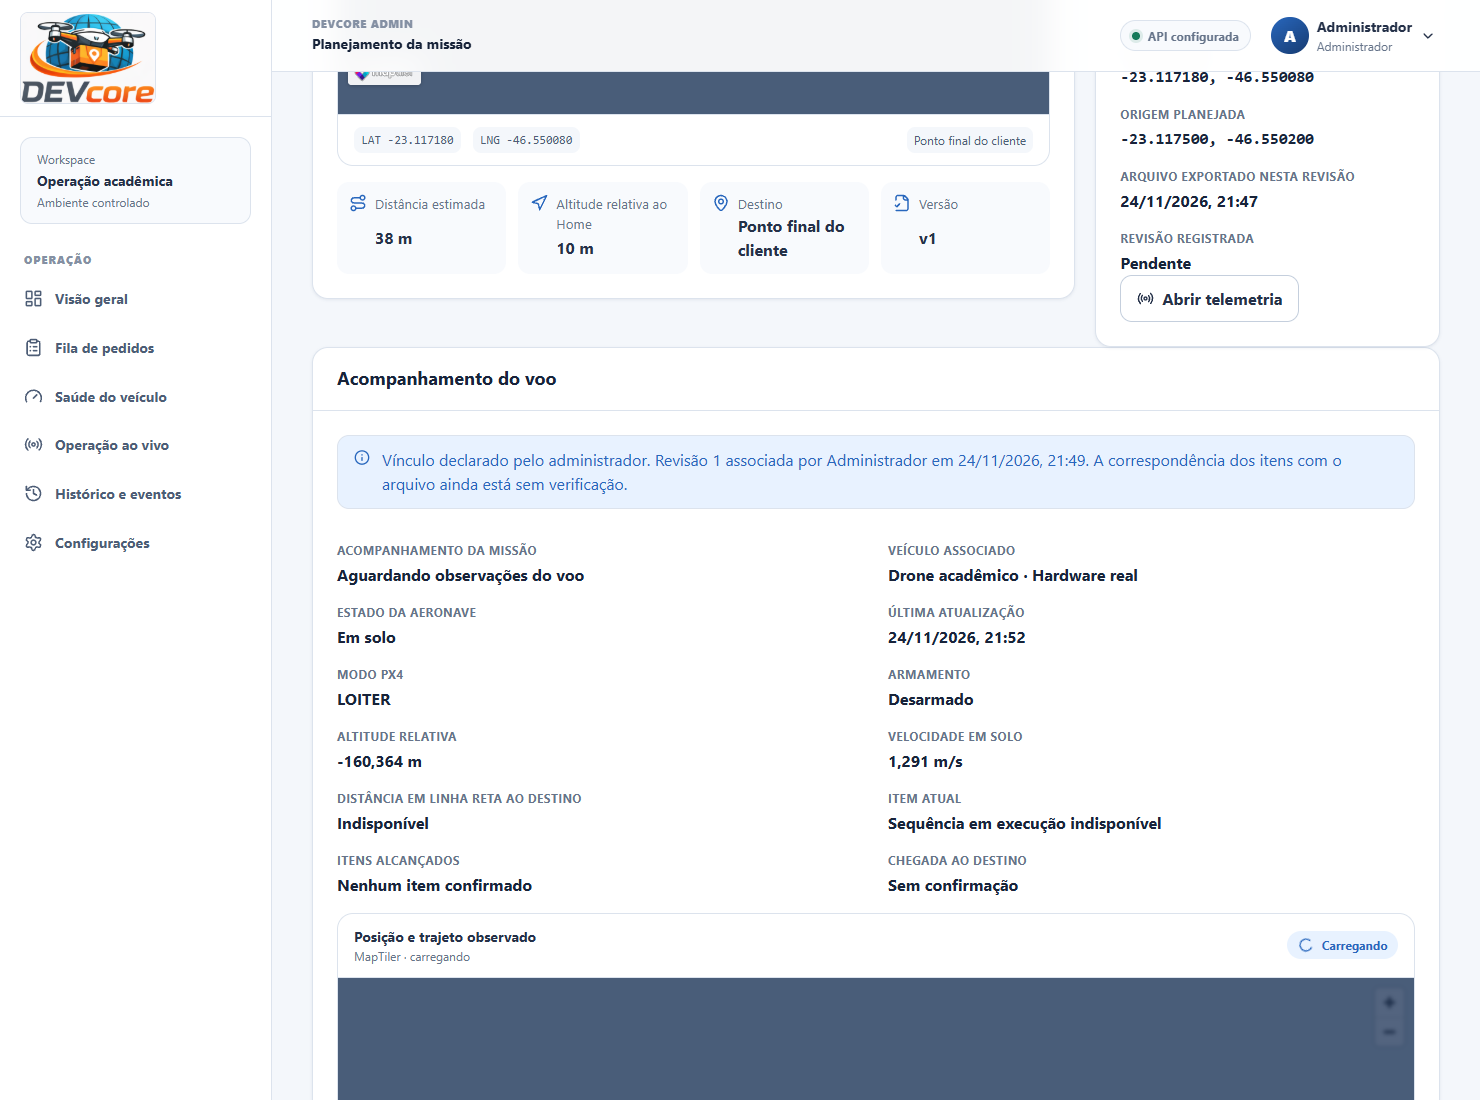 DEVcore
Workspace
Operação acadêmica
Ambiente controlado
OPERAÇÃO
Visão geral
Fila de pedidos
Saúde do veículo
Operação ao vivo
Histórico e eventos
Configurações
DEVCORE ADMIN
Planejamento da missão
API configurada
A
Administrador
Administrador
LAT -23.117180
LNG -46.550080
Ponto final do cliente
Distância estimada
38 m
Altitude relativa ao
Home
10 m
Destino
Ponto final do
cliente
Versão
v1
-23.117180, -46.550080
ORIGEM PLANEJADA
-23.117500, -46.550200
ARQUIVO EXPORTADO NESTA REVISÃO
24/11/2026, 21:47
REVISÃO REGISTRADA
Pendente
Abrir telemetria
Acompanhamento do voo
Vínculo declarado pelo administrador. Revisão 1 associada por Administrador em 24/11/2026, 21:49. A correspondência dos itens com o
arquivo ainda está sem verificação.
ACOMPANHAMENTO DA MISSÃO
Aguardando observações do voo
VEÍCULO ASSOCIADO
Drone acadêmico · Hardware real
ESTADO DA AERONAVE
Em solo
ÚLTIMA ATUALIZAÇÃO
24/11/2026, 21:52
MODO PX4
LOITER
ARMAMENTO
Desarmado
ALTITUDE RELATIVA
-160,364 m
VELOCIDADE EM SOLO
1,291 m/s
DISTÂNCIA EM LINHA RETA AO DESTINO
Indisponível
ITEM ATUAL
Sequência em execução indisponível
ITENS ALCANÇADOS
Nenhum item confirmado
CHEGADA AO DESTINO
Sem confirmação
Posição e trajeto observado
MapTiler · carregando
Carregando